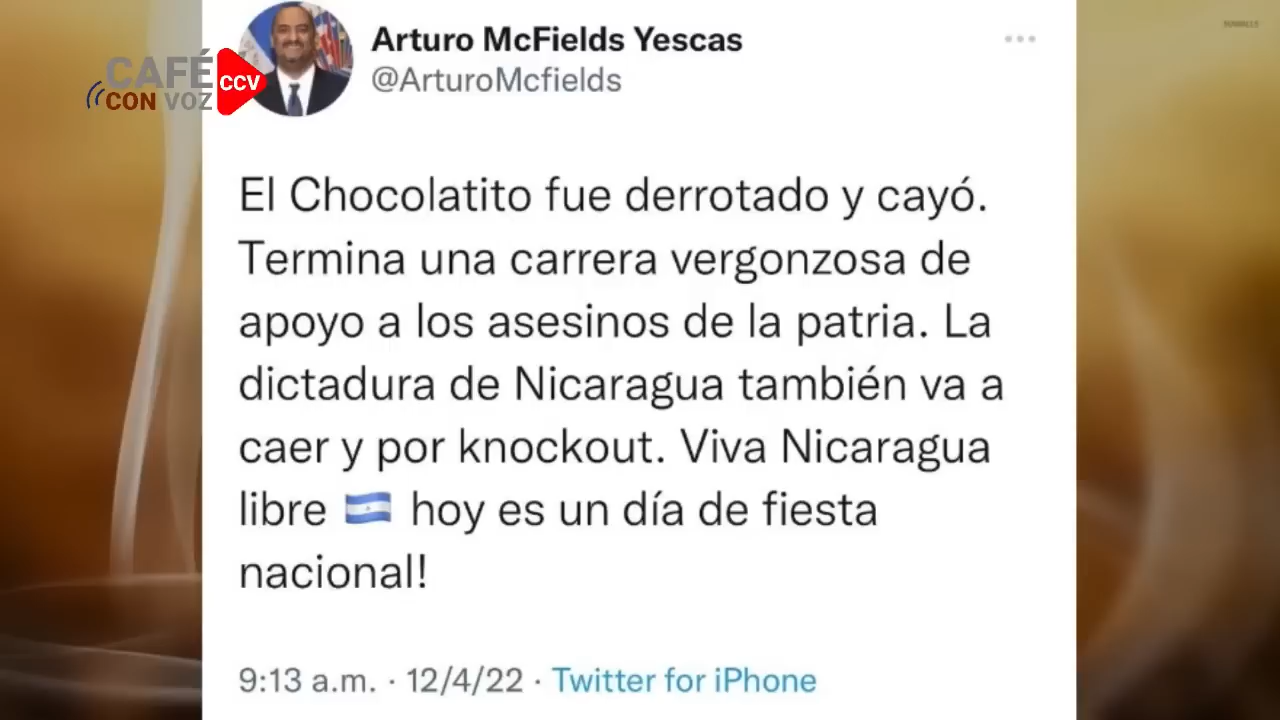 Arturo McFields Yescas
@ArturoMcfields
CAFÉ
CON VOZ
CCV
El Chocolatito fue derrotado y cayó.
Termina una carrera vergonzosa de
apoyo a los asesinos de la patria. La
dictadura de Nicaragua también va a
caer y por knockout. Viva Nicaragua
libre 🇳🇮 hoy es un día de fiesta
nacional!
9:13 a.m. · 12/4/22 · Twitter for iPhone